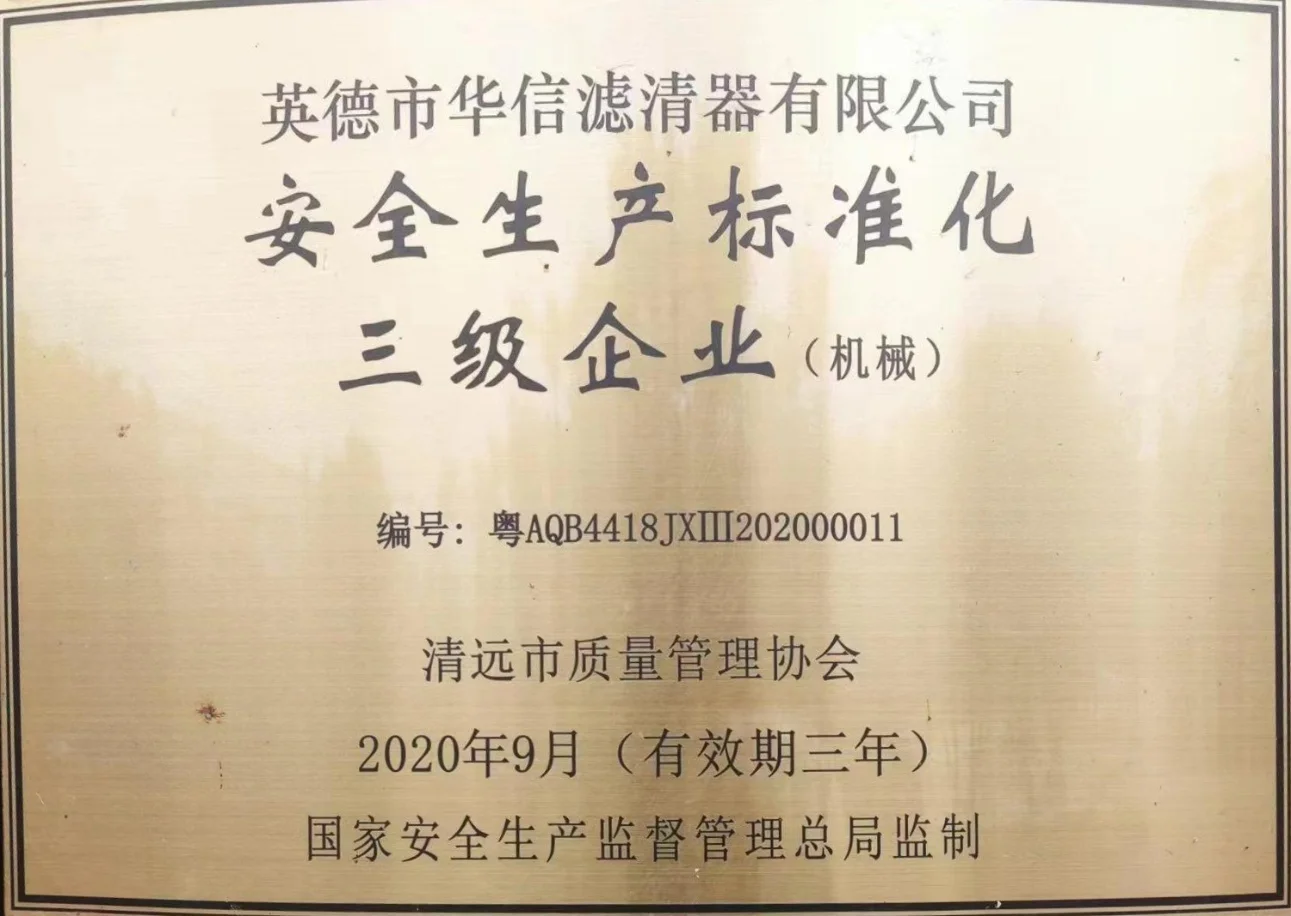 英德市华信滤清器有限公司
安全生产标准化
三级企业（机械）
编号：粤AQB4418JXⅢ202000011
清远市质量管理协会
2020年9月（有效期三年）
国家安全生产监督管理总局监制